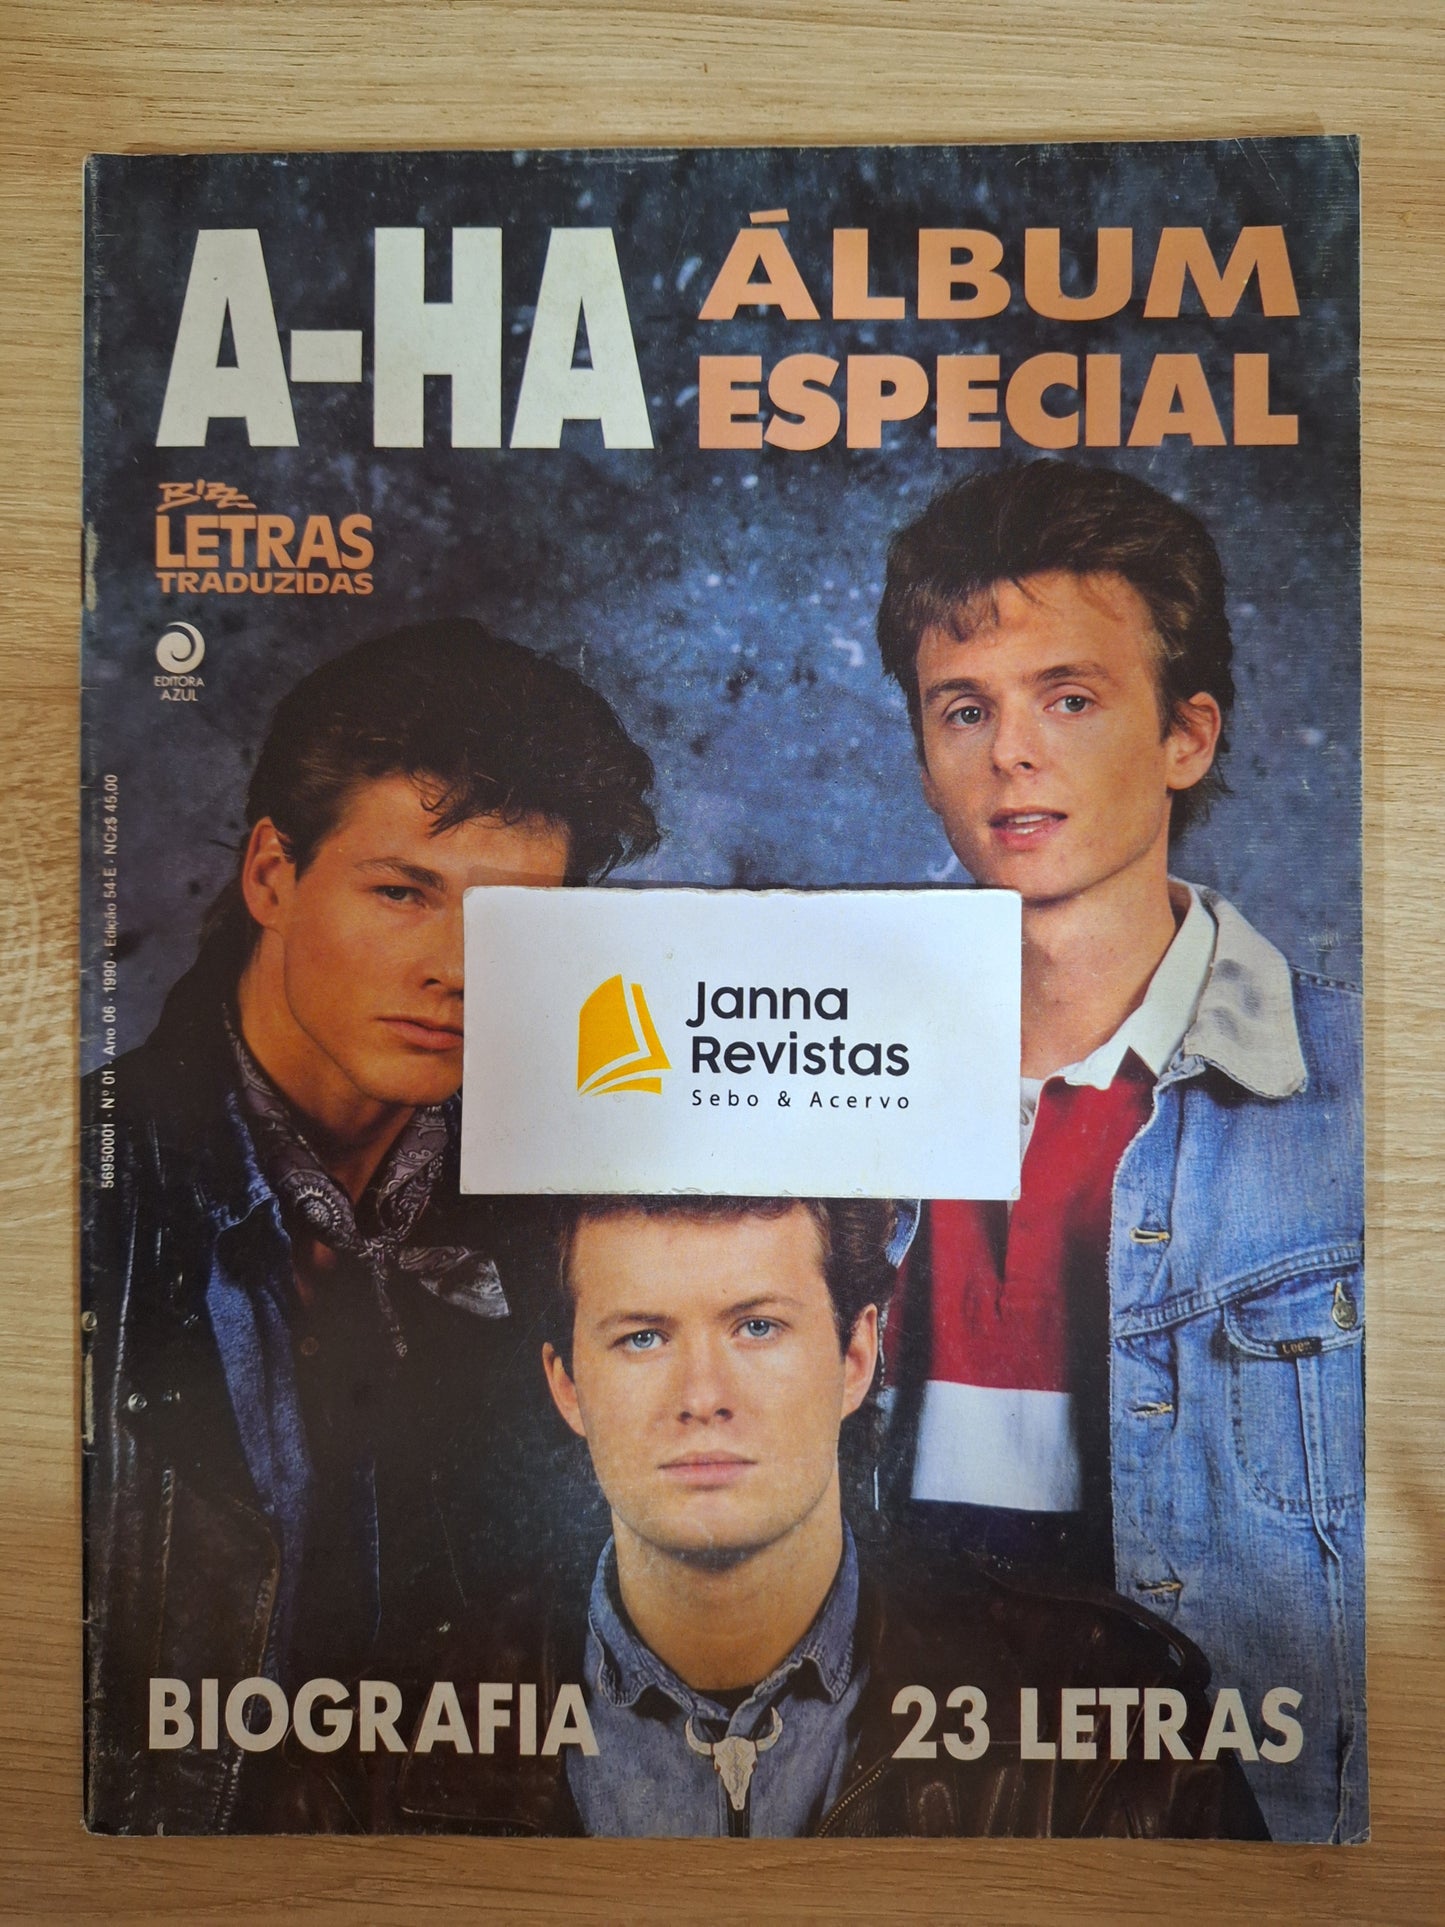 A-HA
ÁLBUM
ESPECIAL
BIZZ
LETRAS
TRADUZIDAS
EDITORA
AZUL
56950001 · Nº 01 · Ano 06 · 1990 · Edição 54-E · NCz$ 45,00
Janna
Revistas
Sebo & Acervo
Lee
BIOGRAFIA
23 LETRAS